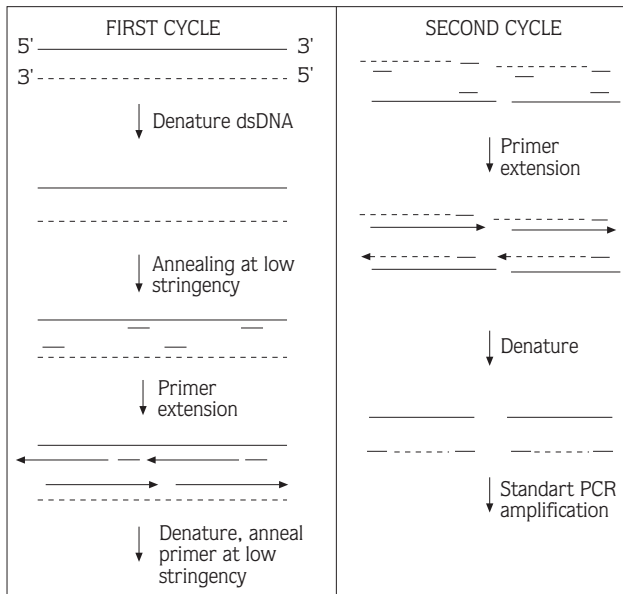 FIRST CYCLE
5' 3'
3' 5'
Denature dsDNA
Annealing at low
stringency
Primer
extension
Denature, anneal
primer at low
stringency
SECOND CYCLE
Primer
extension
Denature
Standart PCR
amplification